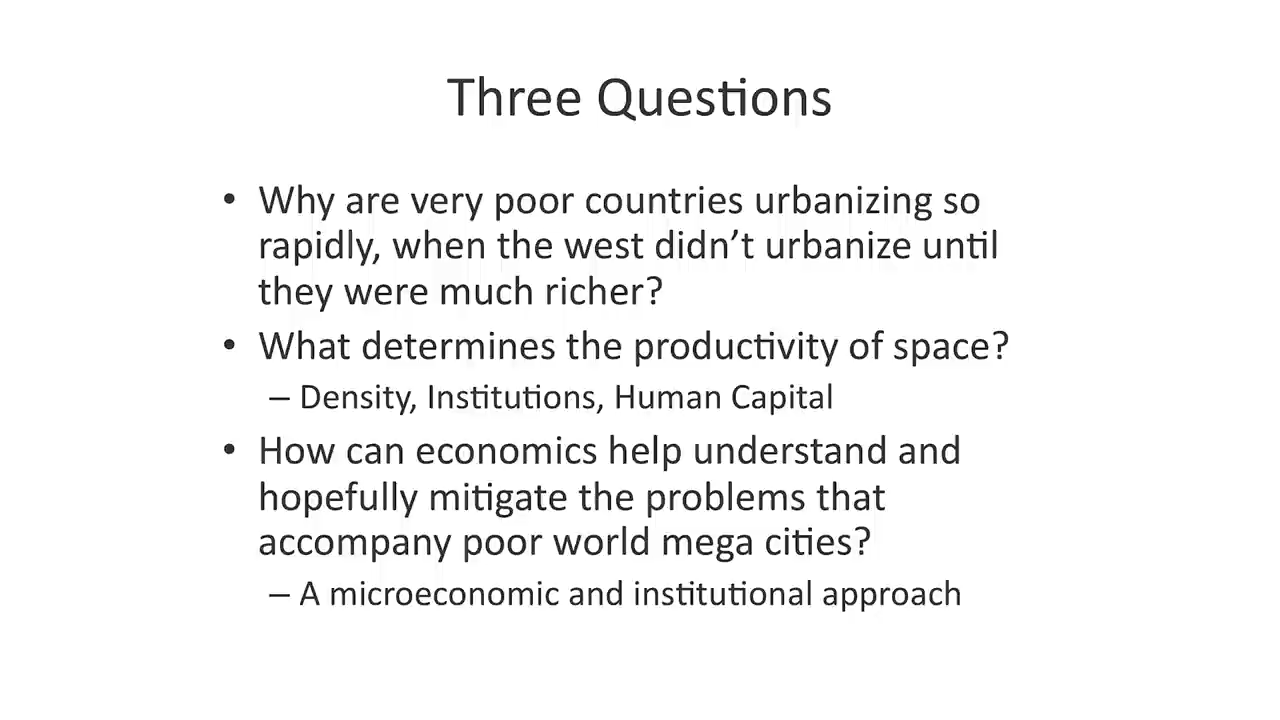 Three Questions
• Why are very poor countries urbanizing so
rapidly, when the west didn’t urbanize until
they were much richer?
• What determines the productivity of space?
– Density, Institutions, Human Capital
• How can economics help understand and
hopefully mitigate the problems that
accompany poor world mega cities?
– A microeconomic and institutional approach